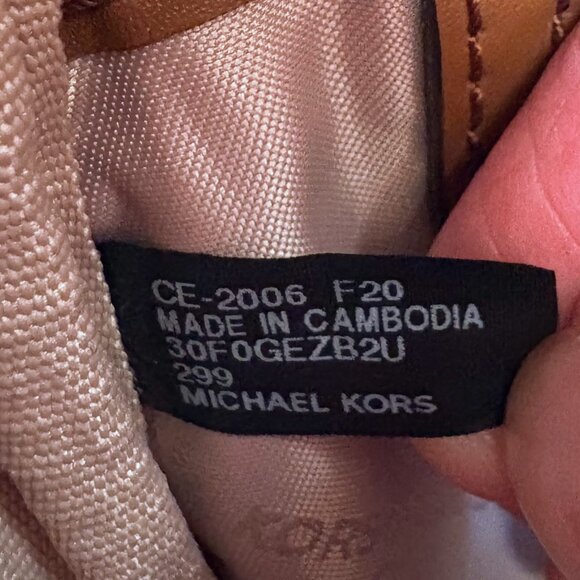 CE-2006 F20
MADE IN CAMBODIA
30F0GEZB2U
299
MICHAEL KORS